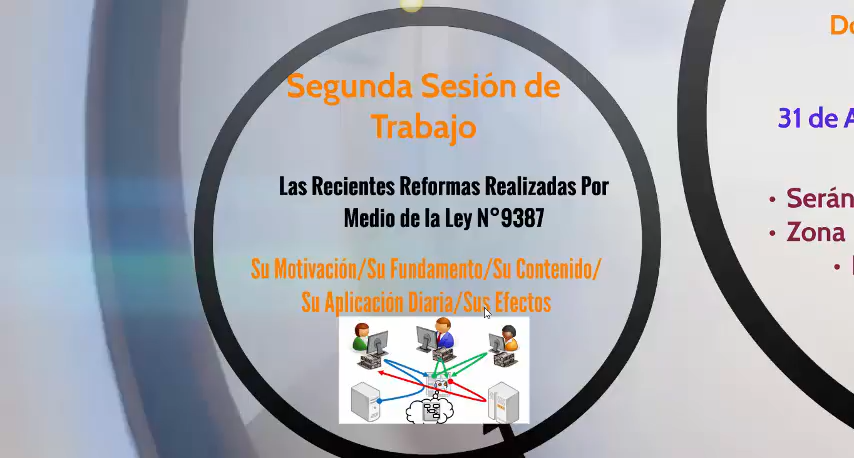 Segunda Sesión de
Trabajo
Las Recientes Reformas Realizadas Por
Medio de la Ley N°9387
Su Motivación/Su Fundamento/Su Contenido/
Su Aplicación Diaria/Sus Efectos
31 de
• Serán
• Zona